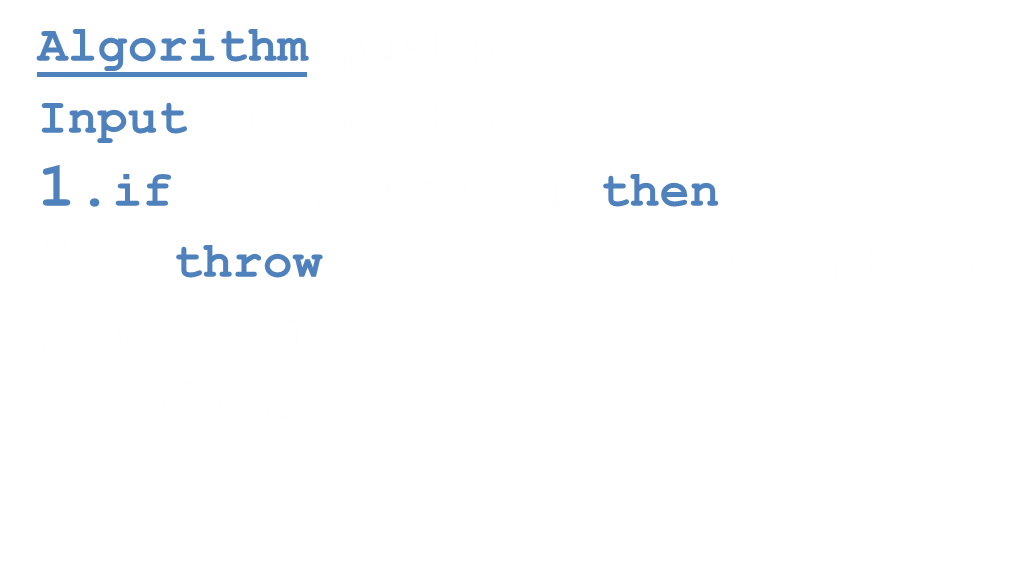 Algorithm
Input
1.if then
throw